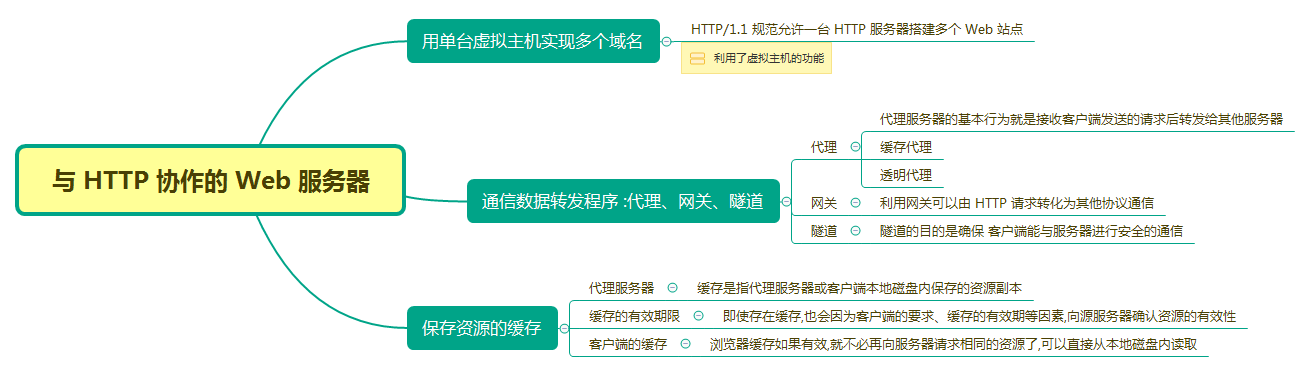 用单台虚拟主机实现多个域名
HTTP/1.1 规范允许一台 HTTP 服务器搭建多个 Web 站点
利用了虚拟主机的功能
与 HTTP 协作的 Web 服务器
通信数据转发程序 :代理、网关、隧道
代理
代理服务器的基本行为就是接收客户端发送的请求后转发给其他服务器
缓存代理
透明代理
网关
利用网关可以由 HTTP 请求转化为其他协议通信
隧道
隧道的目的是确保 客户端能与服务器进行安全的通信
保存资源的缓存
代理服务器
缓存是指代理服务器或客户端本地磁盘内保存的资源副本
缓存的有效期限
即使存在缓存,也会因为客户端的要求、缓存的有效期等因素,向源服务器确认资源的有效性
客户端的缓存
浏览器缓存如果有效,就不必再向服务器请求相同的资源了,可以直接从本地磁盘内读取